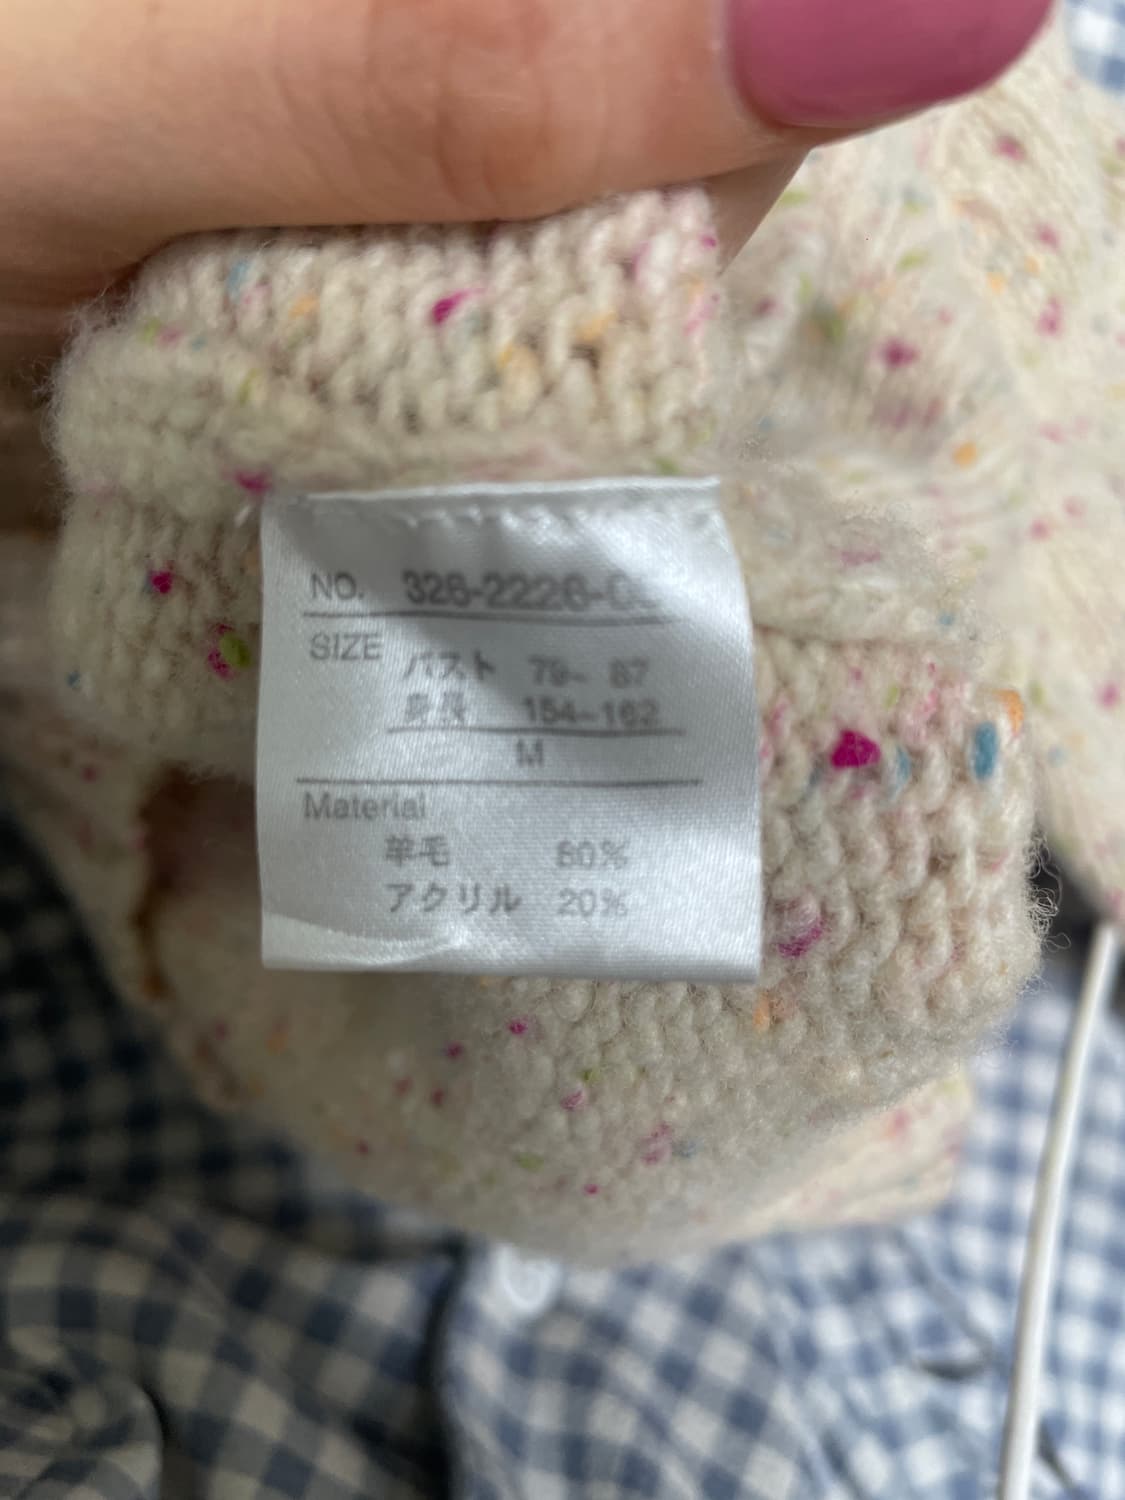 NO. 328-2226-0
SIZE
バスト 79~ 87
身長 154~162
M
Material
羊毛 80%
アクリル 20%